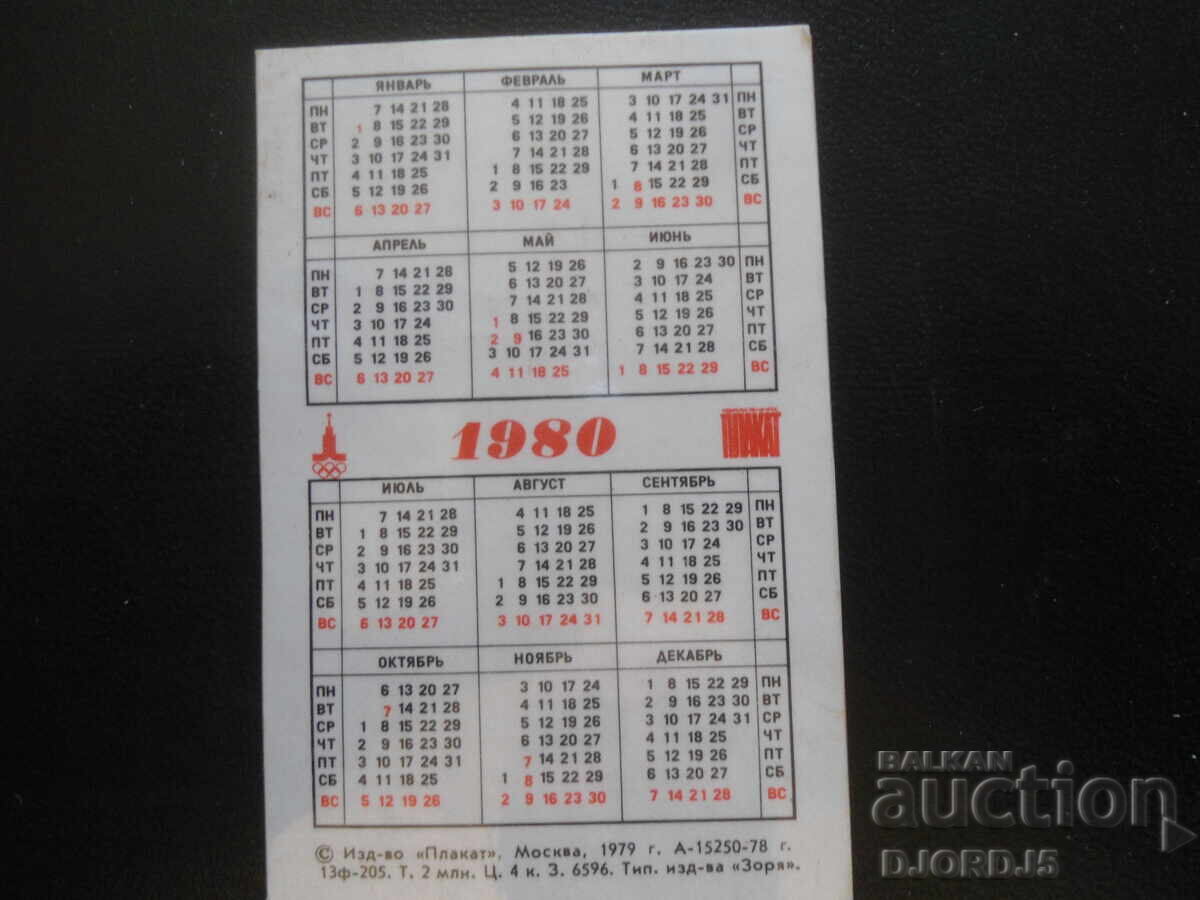 ЯНВАРЬ ФЕВРАЛЬ МАРТ
ПН 7 14 21 28 4 11 18 25 3 10 17 24 31 ПН
ВТ 1 8 15 22 29 5 12 19 26 4 11 18 25 ВТ
СР 2 9 16 23 30 6 13 20 27 5 12 19 26 СР
ЧТ 3 10 17 24 31 7 14 21 28 6 13 20 27 ЧТ
ПТ 4 11 18 25 1 8 15 22 29 7 14 21 28 ПТ
СБ 5 12 19 26 2 9 16 23 1 8 15 22 29 СБ
ВС 6 13 20 27 3 10 17 24 2 9 16 23 30 ВС
АПРЕЛЬ МАЙ ИЮНЬ
ПН 7 14 21 28 5 12 19 26 2 9 16 23 30 ПН
ВТ 1 8 15 22 29 6 13 20 27 3 10 17 24 ВТ
СР 2 9 16 23 30 7 14 21 28 4 11 18 25 СР
ЧТ 3 10 17 24 1 8 15 22 29 5 12 19 26 ЧТ
ПТ 4 11 18 25 2 9 16 23 30 6 13 20 27 ПТ
СБ 5 12 19 26 3 10 17 24 31 7 14 21 28 СБ
ВС 6 13 20 27 4 11 18 25 1 8 15 22 29 ВС
1980 ПЛАКАТ
ИЮЛЬ АВГУСТ СЕНТЯБРЬ
ПН 7 14 21 28 4 11 18 25 1 8 15 22 29 ПН
ВТ 1 8 15 22 29 5 12 19 26 2 9 16 23 30 ВТ
СР 2 9 16 23 30 6 13 20 27 3 10 17 24 СР
ЧТ 3 10 17 24 31 7 14 21 28 4 11 18 25 ЧТ
ПТ 4 11 18 25 1 8 15 22 29 5 12 19 26 ПТ
СБ 5 12 19 26 2 9 16 23 30 6 13 20 27 СБ
ВС 6 13 20 27 3 10 17 24 31 7 14 21 28 ВС
ОКТЯБРЬ НОЯБРЬ ДЕКАБРЬ
ПН 6 13 20 27 3 10 17 24 1 8 15 22 29 ПН
ВТ 7 14 21 28 4 11 18 25 2 9 16 23 30 ВТ
СР 1 8 15 22 29 5 12 19 26 3 10 17 24 31 СР
ЧТ 2 9 16 23 30 6 13 20 27 4 11 18 25 ЧТ
ПТ 3 10 17 24 31 7 14 21 28 5 12 19 26 ПТ
СБ 4 11 18 25 1 8 15 22 29 6 13 20 27 СБ
ВС 5 12 19 26 2 9 16 23 30 7 14 21 28 ВС
© Изд-во «Плакат», Москва, 1979 г. А-15250-78 г.
13ф-205. Т. 2 млн. Ц. 4 к. З. 6596. Тип. изд-ва «Зоря».
BALKAN
auction
DJORDJ5